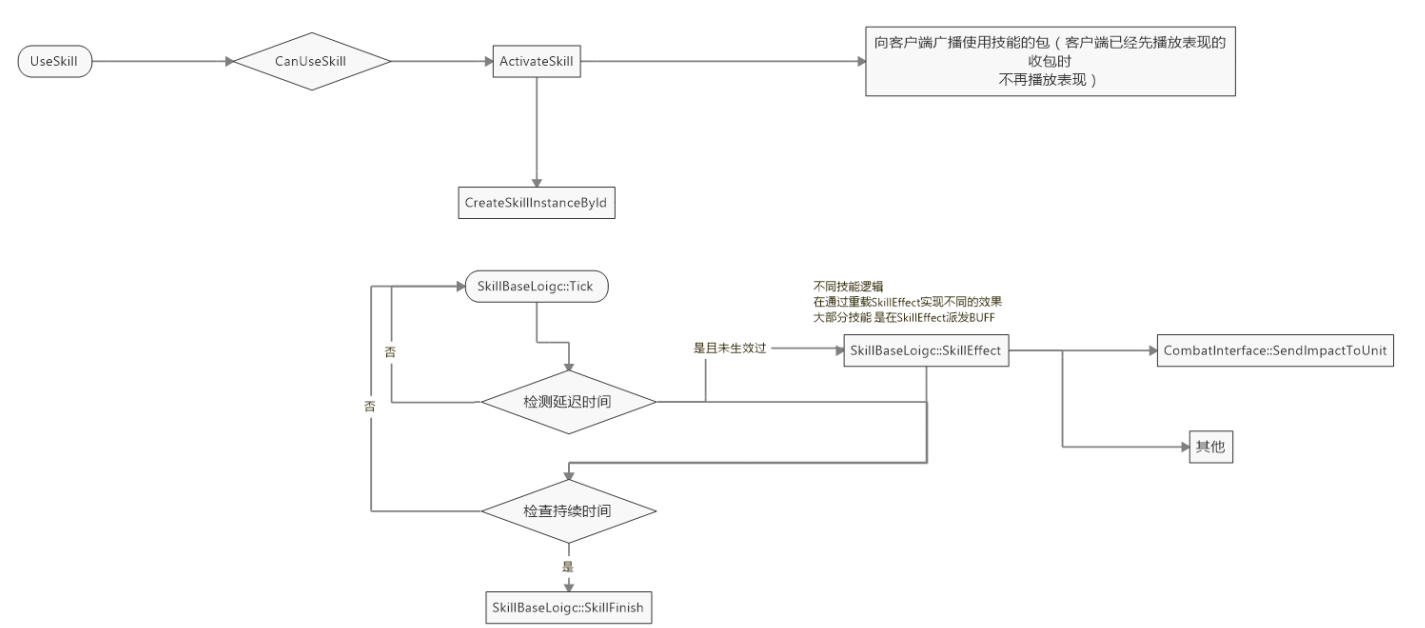 UseSkill
CanUseSkill
ActivateSkill
向客户端广播使用技能的包（客户端已经先播放表现的
收包时
不再播放表现）
CreateSkillInstanceById
SkillBaseLoigc::Tick
不同技能逻辑
在通过重载SkillEffect实现不同的效果
大部分技能 是在SkillEffect派发BUFF
否
是且未生效过
SkillBaseLoigc::SkillEffect
CombatInterface::SendImpactToUnit
检测延迟时间
否
其他
检查持续时间
是
SkillBaseLoigc::SkillFinish